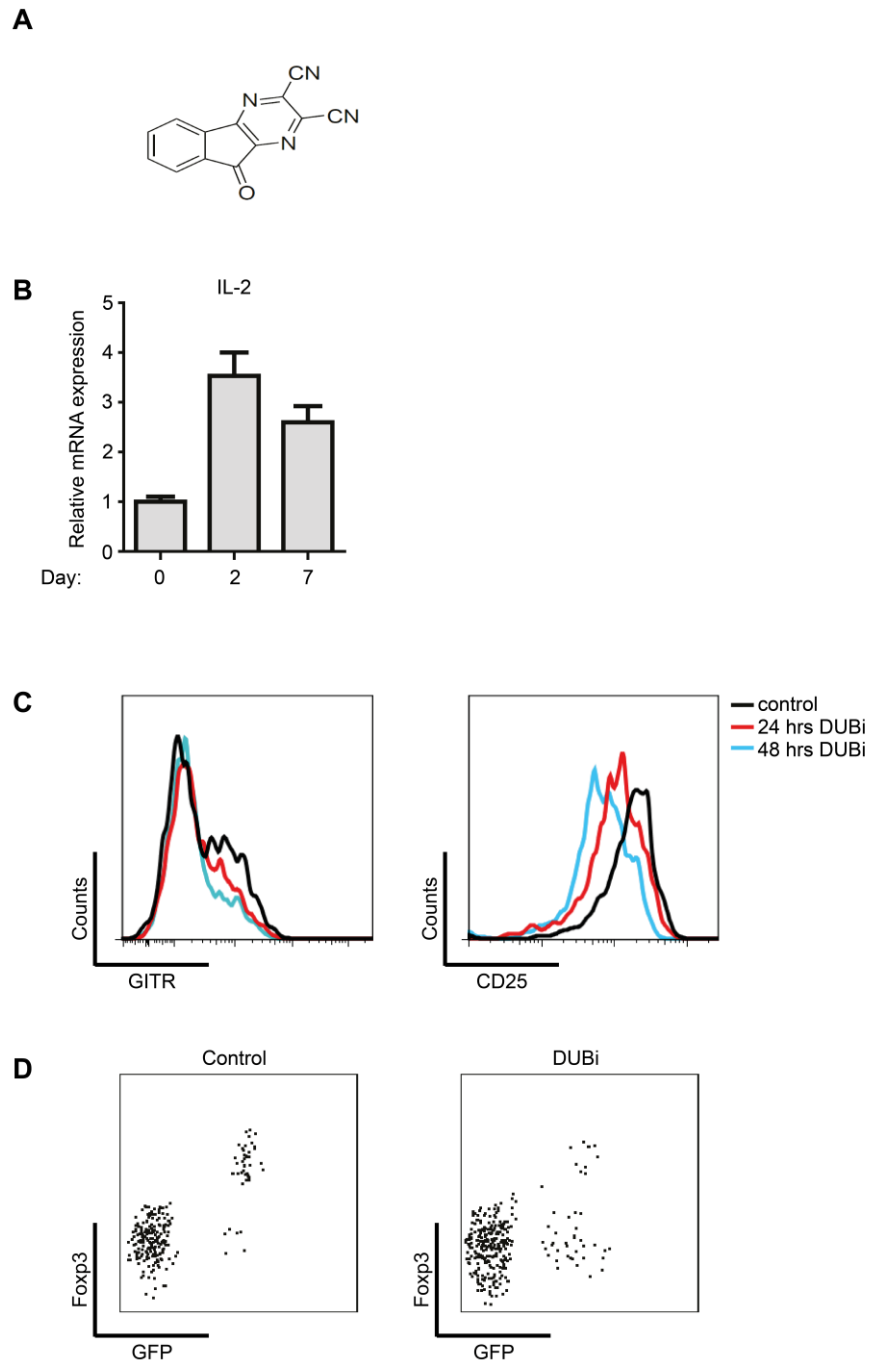 A
CN
N
CN
N
O
B
IL-2
Relative mRNA expression
5
4
3
2
1
0
Day: 0 2 7
C
control
24 hrs DUBi
48 hrs DUBi
Counts
GITR
Counts
CD25
D
Control
DUBi
Foxp3
GFP
Foxp3
GFP